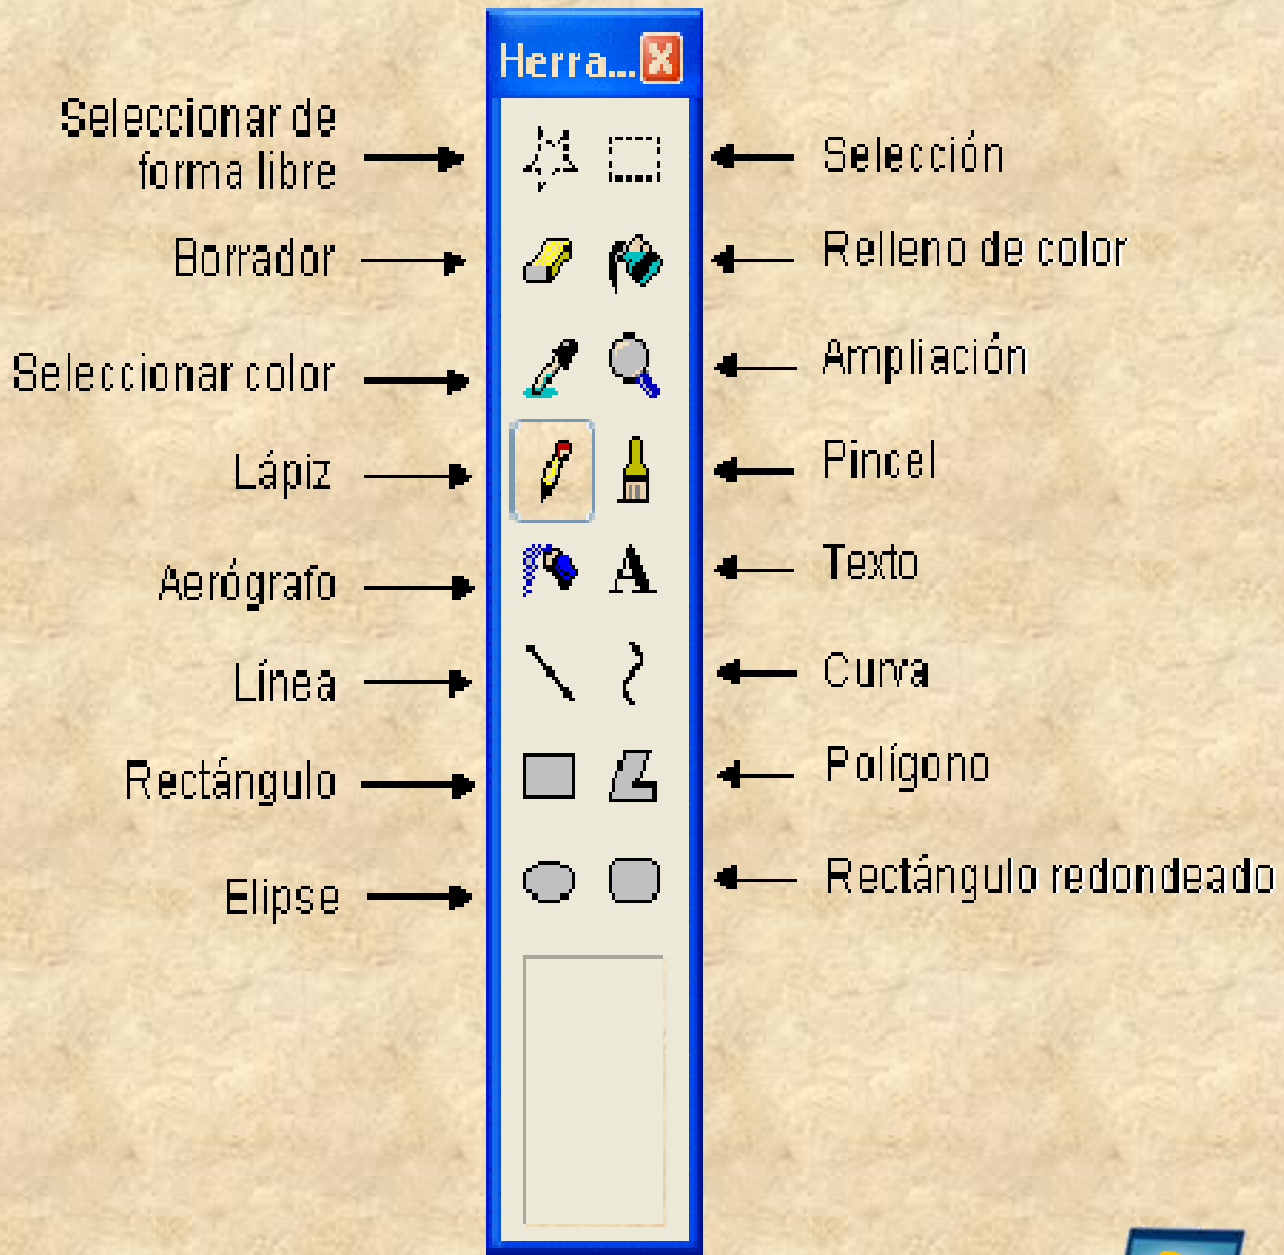 Herra...
Seleccionar de
forma libre
Selección
Borrador
Relleno de color
Seleccionar color
Ampliación
Lápiz
Pincel
Aerógrafo
A
Texto
Línea
Curva
Rectángulo
Polígono
Elipse
Rectángulo redondeado